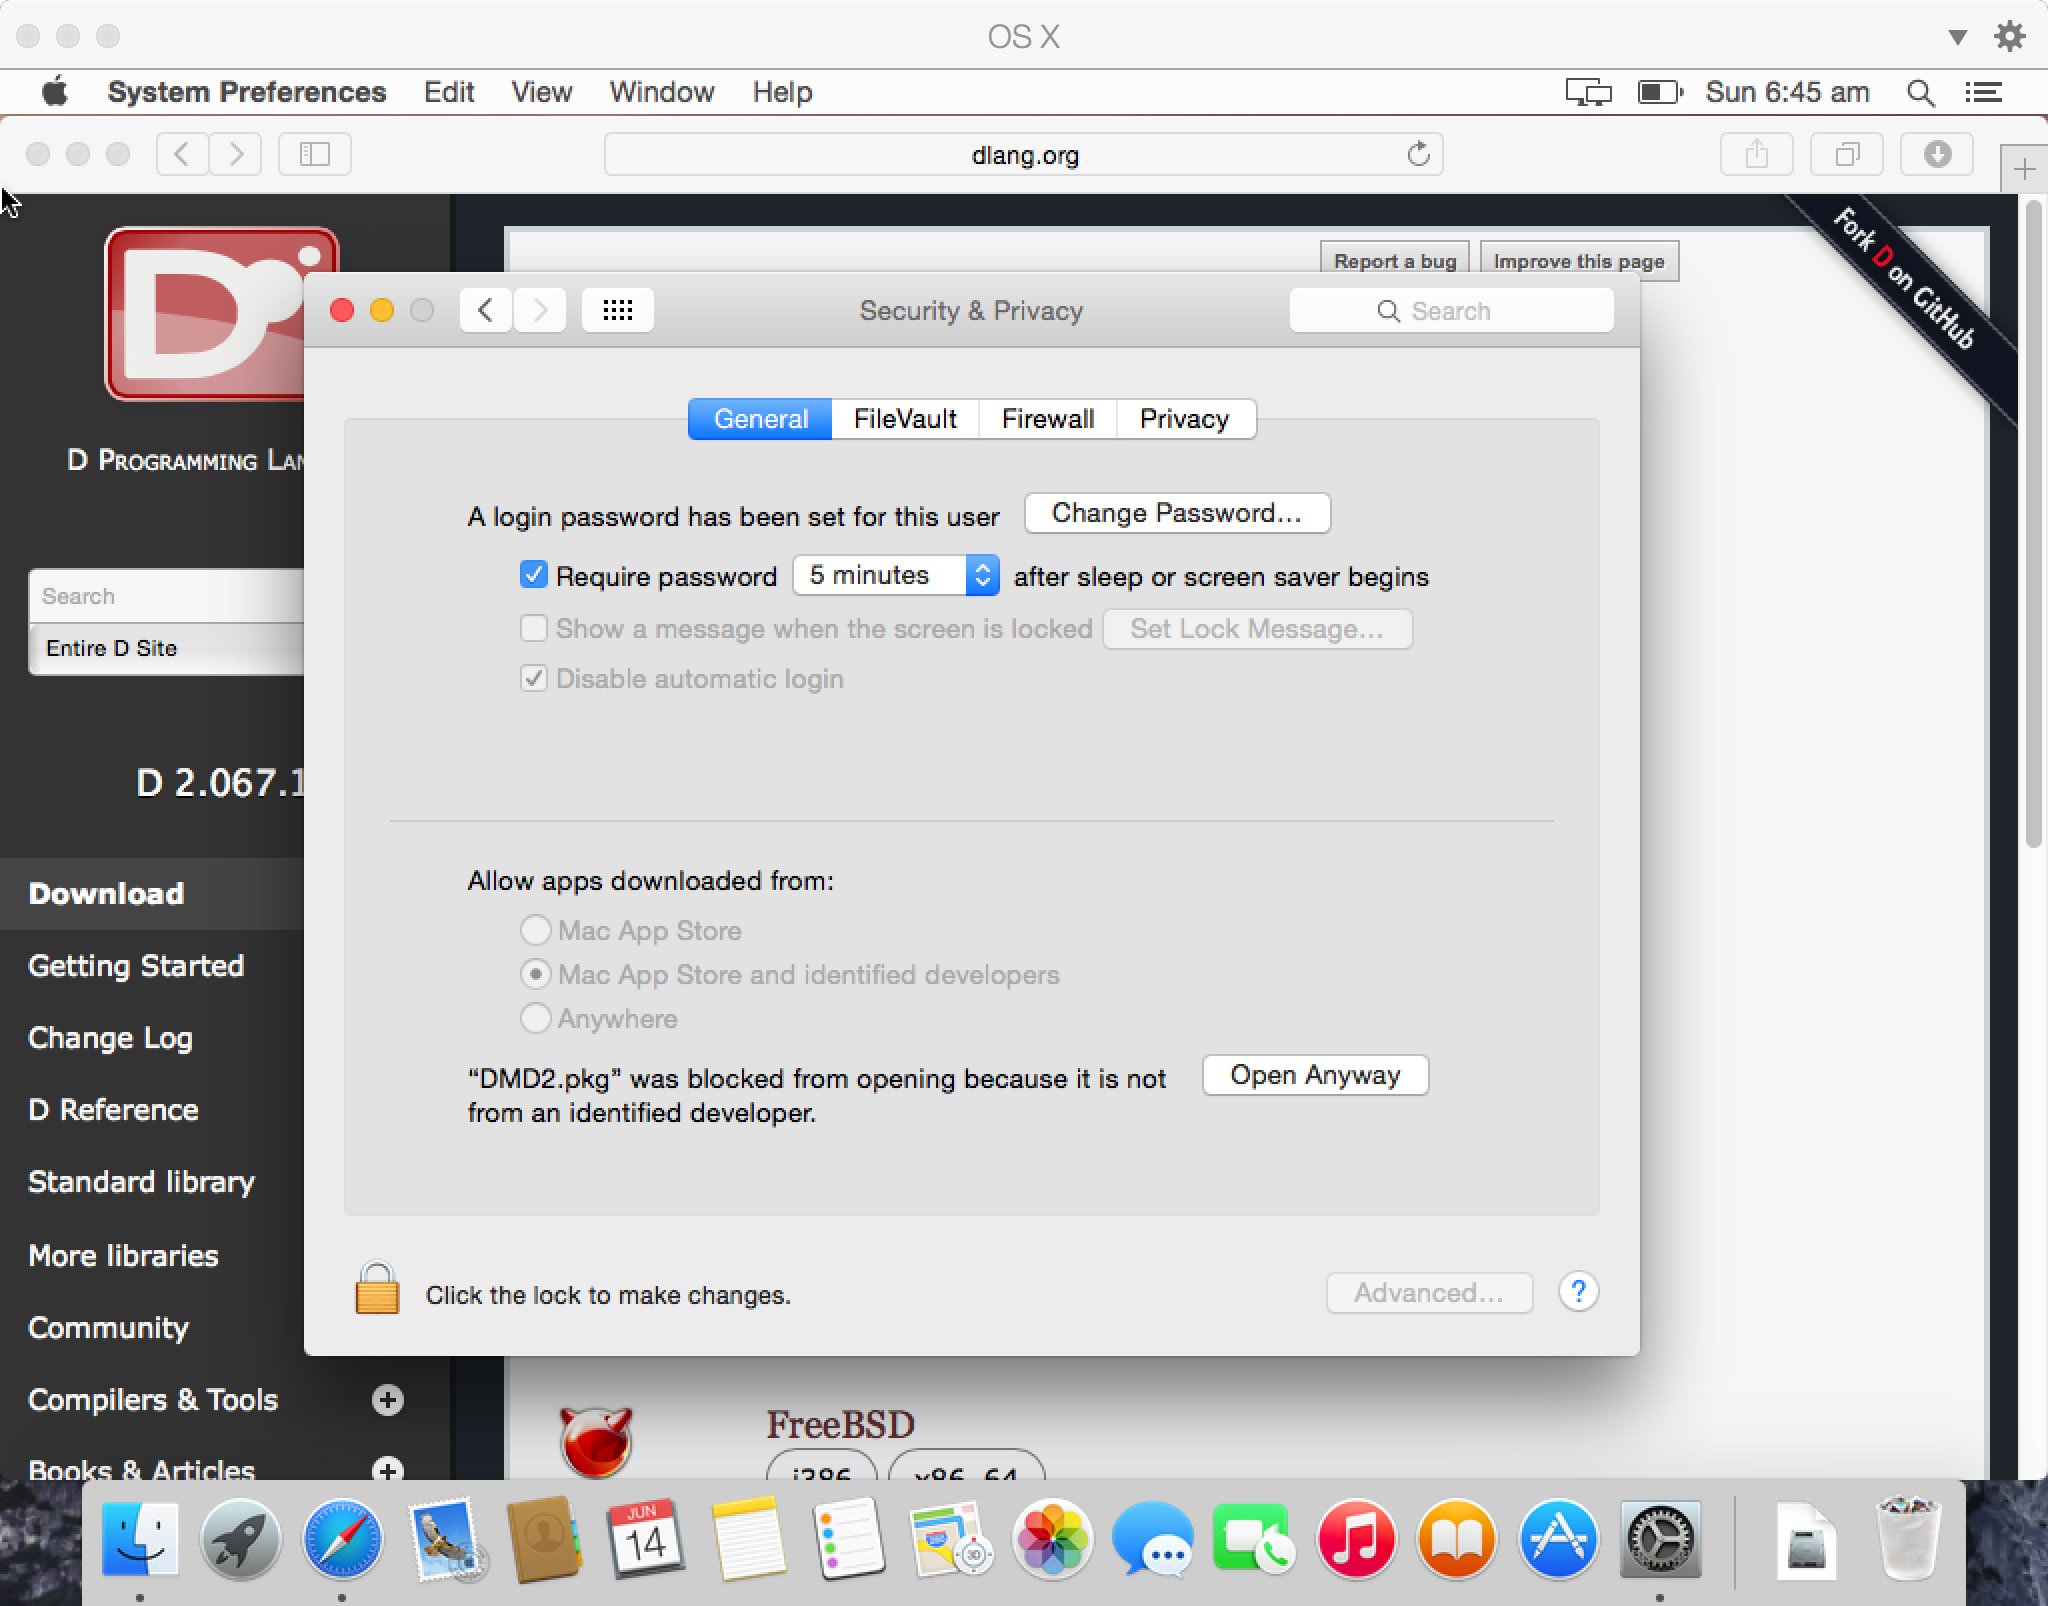 OS X
System Preferences Edit View Window Help Sun 6:45 am
dlang.org
Report a bug Improve this page
Fork D on GitHub
D
Security & Privacy Search
General FileVault Firewall Privacy
D PROGRAMMING
A login password has been set for this user Change Password...
Require password 5 minutes after sleep or screen saver begins
Search
Show a message when the screen is locked Set Lock Message...
Entire D Site
Disable automatic login
D 2.067.1
Allow apps downloaded from:
Download
Mac App Store
Getting Started
Mac App Store and identified developers
Anywhere
Change Log
“DMD2.pkg” was blocked from opening because it is not
from an identified developer.
Open Anyway
D Reference
Standard library
More libraries
Click the lock to make changes. Advanced... ?
Community
Compilers & Tools
FreeBSD
Books & Articles
i386 x86_64
JUN
14
3D